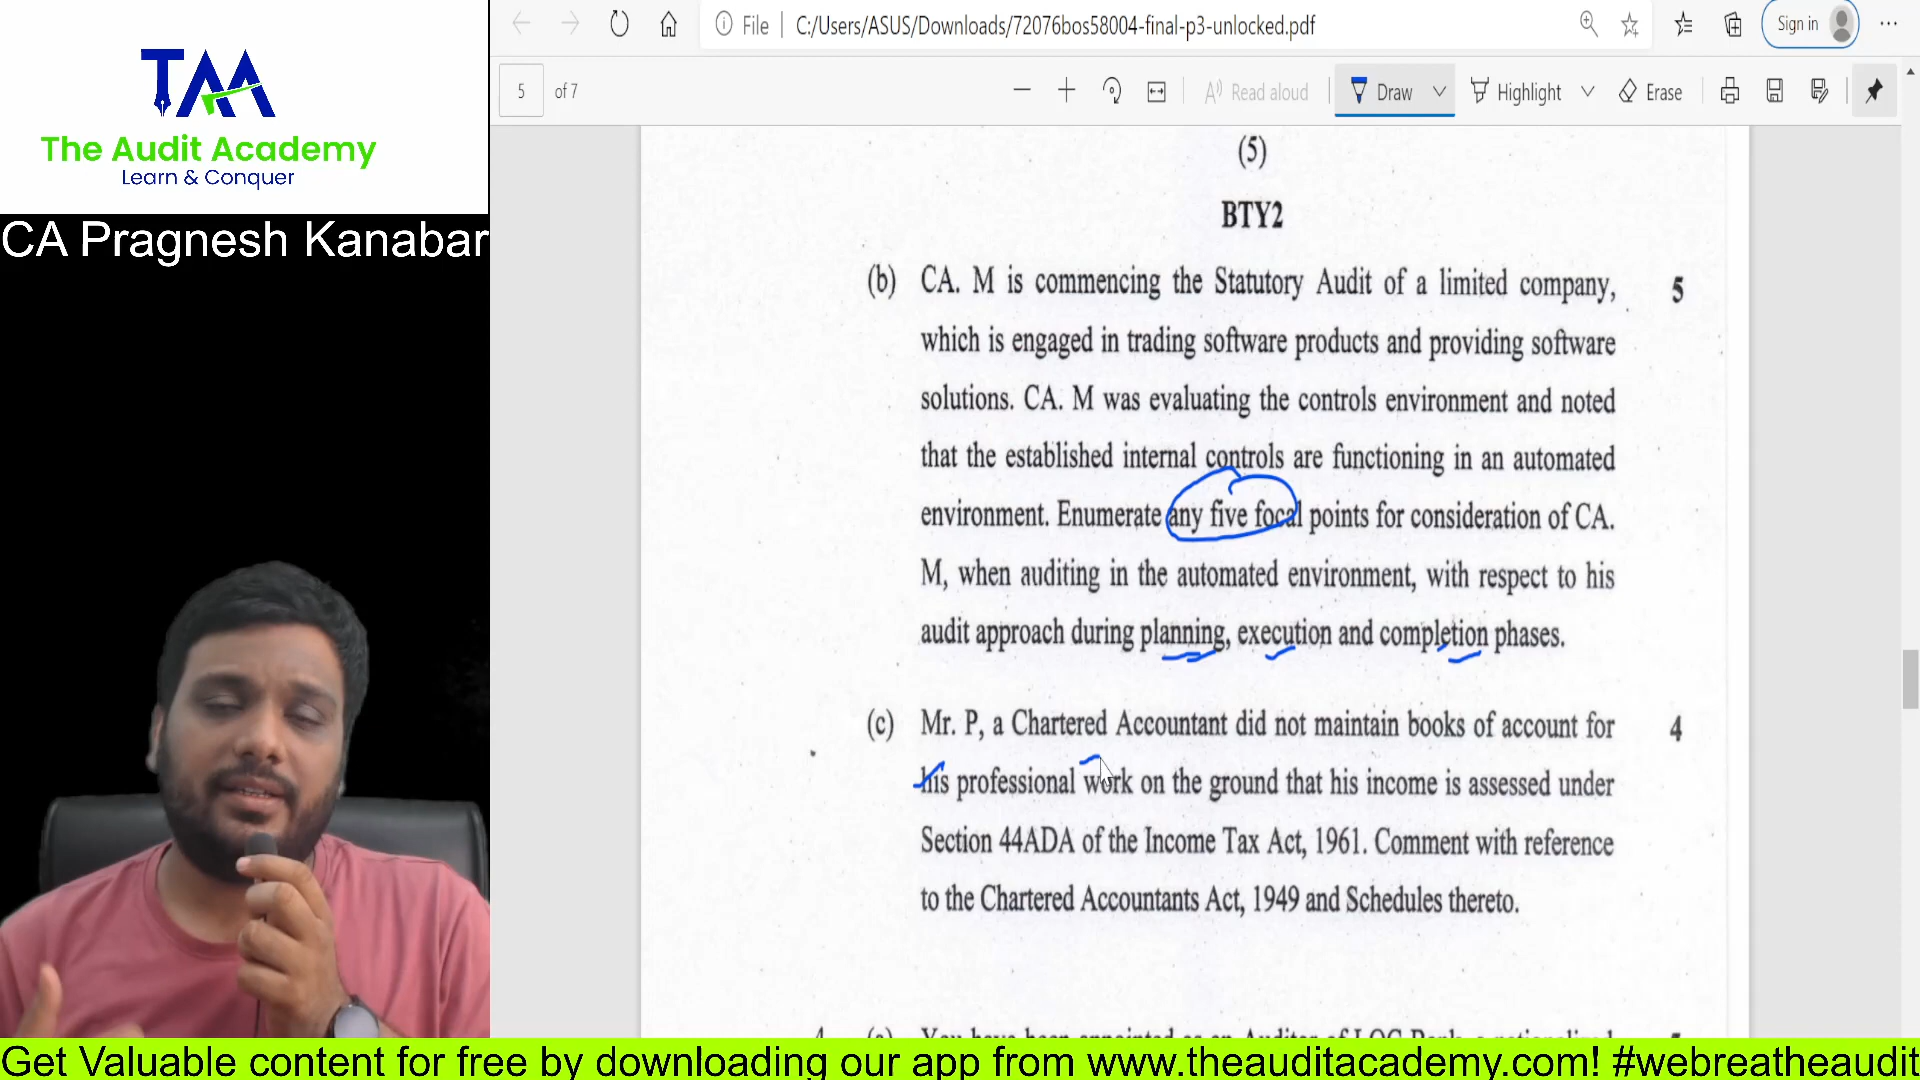 TAA
The Audit Academy
Learn & Conquer
CA Pragnesh Kanabar
File
C:/Users/ASUS/Downloads/72076bos58004-final-p3-unlocked.pdf
Sign in
5 of 7
Read aloud
Draw
Highlight
Erase
(5)
BTY2
(b) CA. M is commencing the Statutory Audit of a limited company, 5
which is engaged in trading software products and providing software
solutions. CA. M was evaluating the controls environment and noted
that the established internal controls are functioning in an automated
environment. Enumerate any five focal points for consideration of CA.
M, when auditing in the automated environment, with respect to his
audit approach during planning, execution and completion phases.
(c) Mr. P, a Chartered Accountant did not maintain books of account for 4
his professional work on the ground that his income is assessed under
Section 44ADA of the Income Tax Act, 1961. Comment with reference
to the Chartered Accountants Act, 1949 and Schedules thereto.
Get Valuable content for free by downloading our app from www.theauditacademy.com! #webreatheaudit